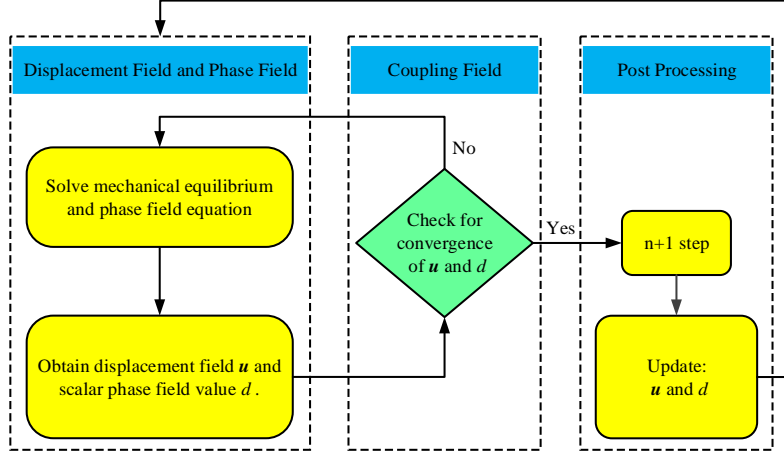 Displacement Field and Phase Field
Coupling Field
Post Processing
No
Solve mechanical equilibrium
and phase field equation
Check for
convergence
of u and d
Yes
n+1 step
Obtain displacement field u and
scalar phase field value d .
Update:
u and d